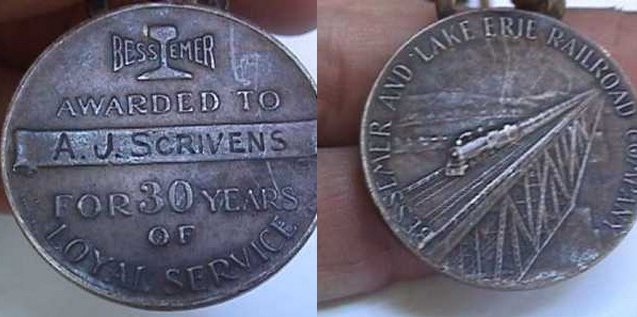 BESSEMER
AWARDED TO
A. J. SCRIVENS
FOR 30 YEARS
OF
LOYAL SERVICE
BESSEMER AND LAKE ERIE RAILROAD COMPANY